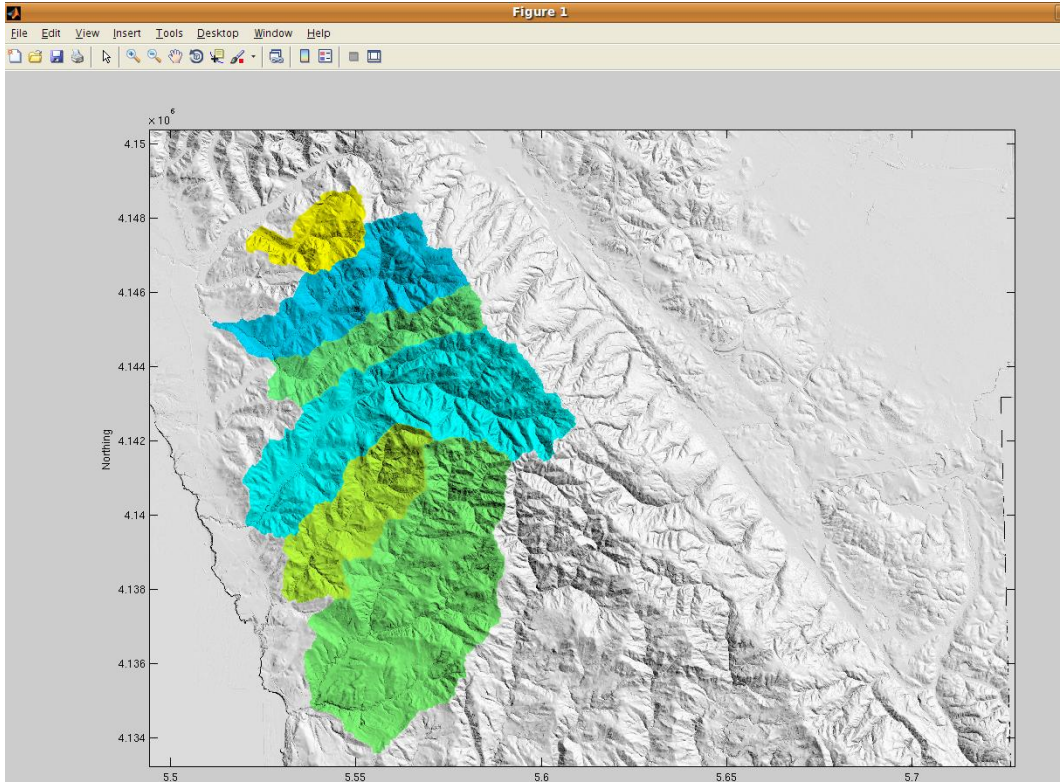 Figure 1
File Edit View Insert Tools Desktop Window Help
×10⁶
4.15
4.148
4.146
4.144
4.142
4.14
4.138
4.136
4.134
Northing
5.5 5.55 5.6 5.65 5.7